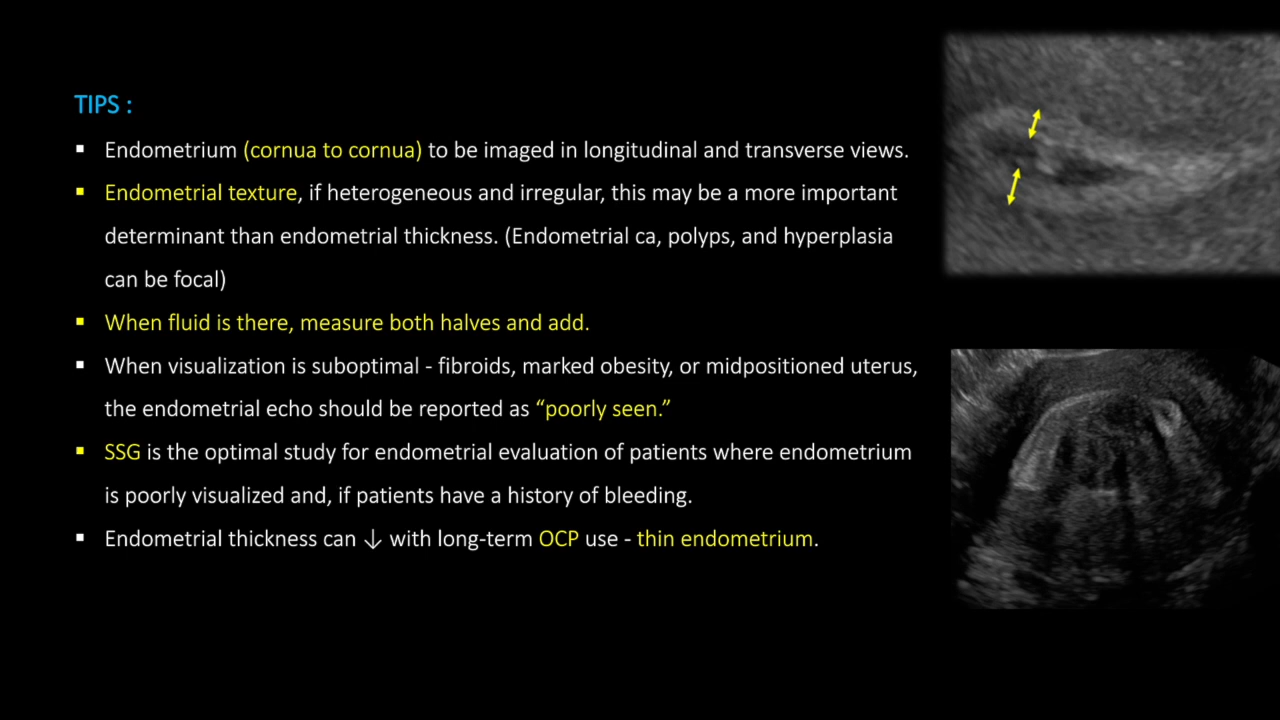 TIPS :
▪ Endometrium (cornua to cornua) to be imaged in longitudinal and transverse views.
▪ Endometrial texture, if heterogeneous and irregular, this may be a more important
determinant than endometrial thickness. (Endometrial ca, polyps, and hyperplasia
can be focal)
▪ When fluid is there, measure both halves and add.
▪ When visualization is suboptimal - fibroids, marked obesity, or midpositioned uterus,
the endometrial echo should be reported as “poorly seen.”
▪ SSG is the optimal study for endometrial evaluation of patients where endometrium
is poorly visualized and, if patients have a history of bleeding.
▪ Endometrial thickness can ↓ with long-term OCP use - thin endometrium.